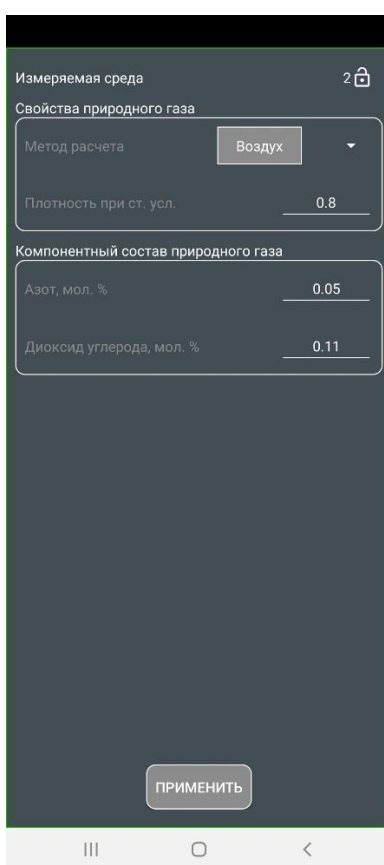 Измеряемая среда 2
Свойства природного газа
Метод расчета Воздух
Плотность при ст. усл. 0.8
Компонентный состав природного газа
Азот, мол. % 0.05
Диоксид углерода, мол. % 0.11
ПРИМЕНИТЬ